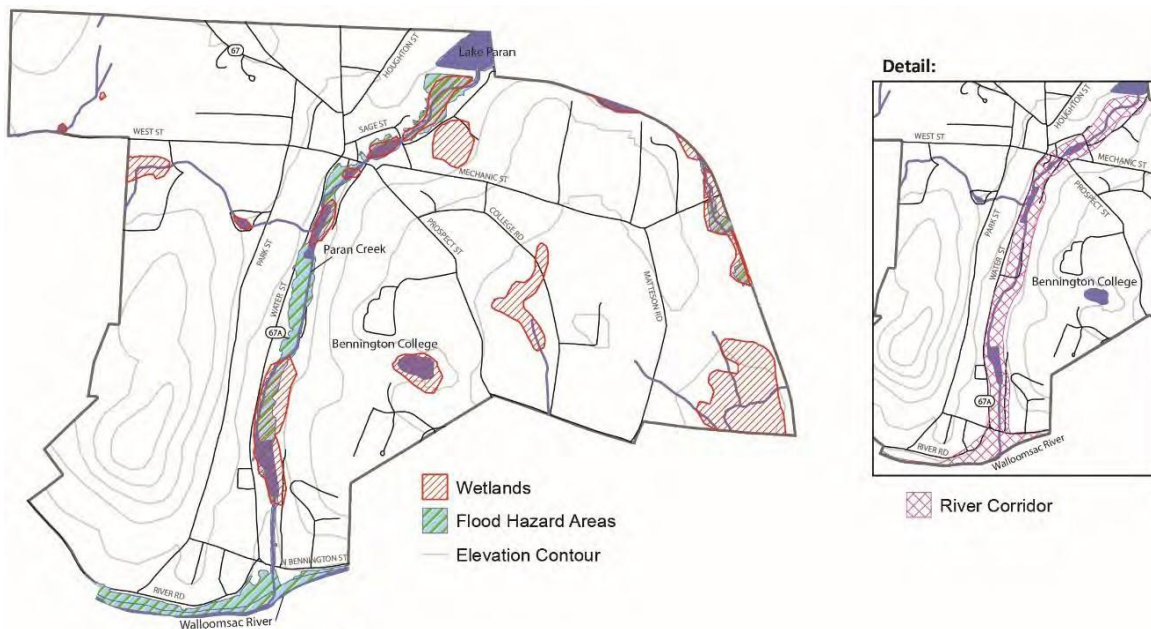 Lake Paran
67
HOUGHTON ST
WEST ST
SAGE ST
MECHANIC ST
PROSPECT ST
COLLEGE RD
PARK ST
Paran Creek
MATTESON RD
WATER ST
67A
Bennington College
N BENNINGTON ST
RIVER RD
Walloomsac River
Wetlands
Flood Hazard Areas
Elevation Contour
Detail:
HOUGHTON ST
WEST ST
MECHANIC ST
PROSPECT ST
PARK ST
WATER ST
Bennington College
67A
RIVER RD
Walloomsac River
River Corridor